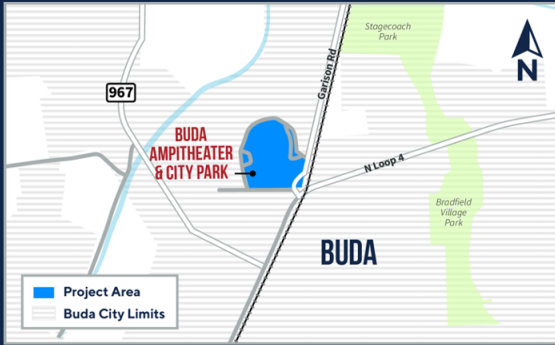 Stagecoach
Park
N
967
Garison Rd
BUDA
AMPITHEATER
& CITY PARK
N Loop 4
Bradfield
Village
Park
BUDA
Project Area
Buda City Limits